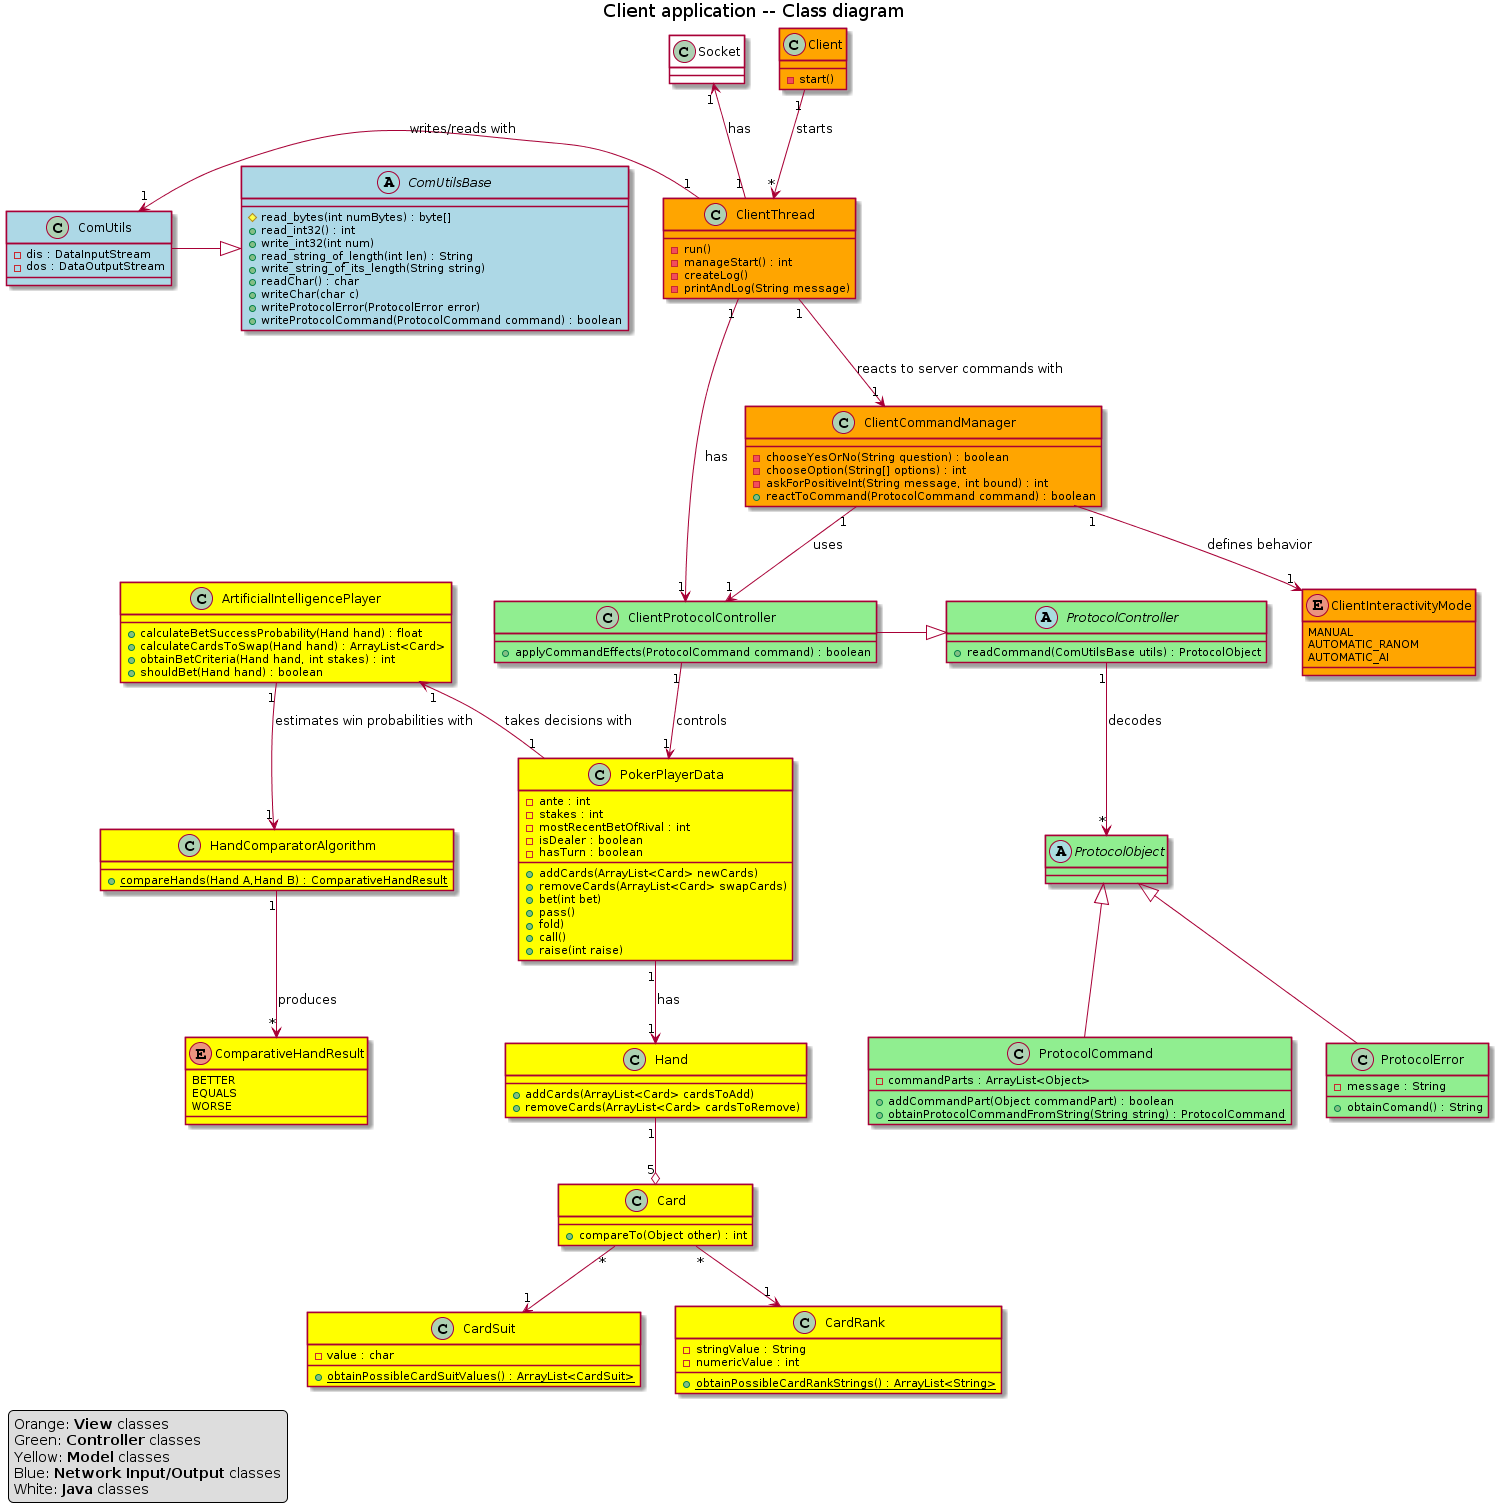 Client application -- Class diagram
C Socket
C Client
start()
1
1
has
starts
writes/reads with
1
*
1
1
A ComUtilsBase
read_bytes(int numBytes) : byte[]
read_int32() : int
write_int32(int num)
read_string_of_length(int len) : String
write_string_of_its_length(String string)
readChar() : char
writeChar(char c)
writeProtocolError(ProtocolError error)
writeProtocolCommand(ProtocolCommand command) : boolean
C ComUtils
dis : DataInputStream
dos : DataOutputStream
C ClientThread
run()
manageStart() : int
createLog()
printAndLog(String message)
1
1
reacts to server commands with
1
has
C ClientCommandManager
chooseYesOrNo(String question) : boolean
chooseOption(String[] options) : int
askForPositiveInt(String message, int bound) : int
reactToCommand(ProtocolCommand command) : boolean
1
1
uses
defines behavior
1
1
1
C ArtificialIntelligencePlayer
calculateBetSuccessProbability(Hand hand) : float
calculateCardsToSwap(Hand hand) : ArrayList<Card>
obtainBetCriteria(Hand hand, int stakes) : int
shouldBet(Hand hand) : boolean
C ClientProtocolController
applyCommandEffects(ProtocolCommand command) : boolean
A ProtocolController
readCommand(ComUtilsBase utils) : ProtocolObject
E ClientInteractivityMode
MANUAL
AUTOMATIC_RANOM
AUTOMATIC_AI
1
1
1
1
estimates win probabilities with
takes decisions with
controls
decodes
1
1
1
*
C PokerPlayerData
ante : int
stakes : int
mostRecentBetOfRival : int
isDealer : boolean
hasTurn : boolean
addCards(ArrayList<Card> newCards)
removeCards(ArrayList<Card> swapCards)
bet(int bet)
pass()
fold)
call()
raise(int raise)
C HandComparatorAlgorithm
compareHands(Hand A,Hand B) : ComparativeHandResult
A ProtocolObject
1
1
produces
has
*
1
E ComparativeHandResult
BETTER
EQUALS
WORSE
C Hand
addCards(ArrayList<Card> cardsToAdd)
removeCards(ArrayList<Card> cardsToRemove)
C ProtocolCommand
commandParts : ArrayList<Object>
addCommandPart(Object commandPart) : boolean
obtainProtocolCommandFromString(String string) : ProtocolCommand
C ProtocolError
message : String
obtainComand() : String
1
5
C Card
compareTo(Object other) : int
*
*
1
1
C CardSuit
value : char
obtainPossibleCardSuitValues() : ArrayList<CardSuit>
C CardRank
stringValue : String
numericValue : int
obtainPossibleCardRankStrings() : ArrayList<String>
Orange: View classes
Green: Controller classes
Yellow: Model classes
Blue: Network Input/Output classes
White: Java classes